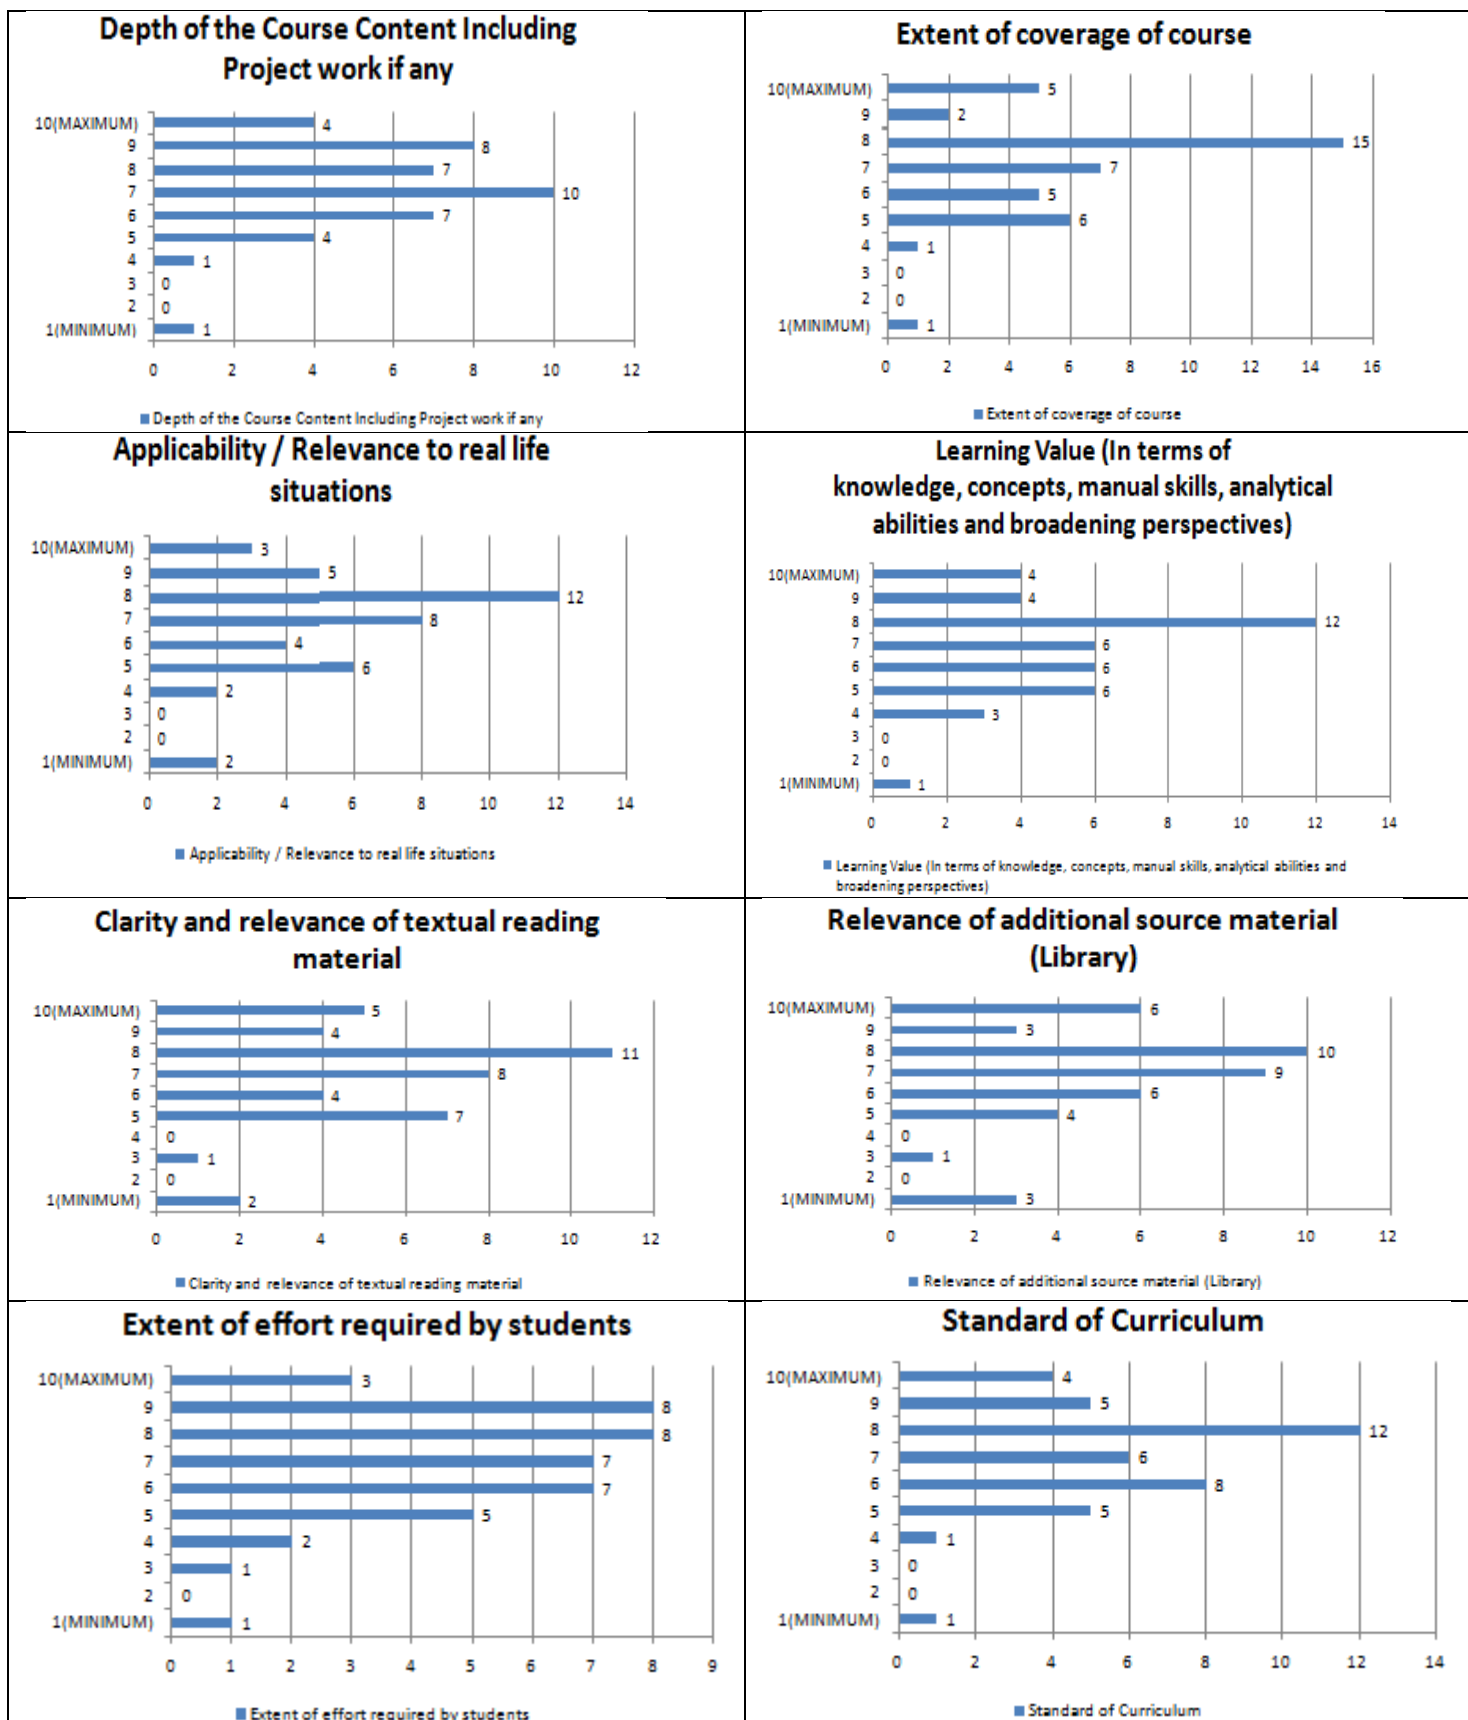 Depth of the Course Content Including
Project work if any
10(MAXIMUM) 4
9 8
8 7
7 10
6 7
5 4
4 1
3 0
2 0
1(MINIMUM) 1
0 2 4 6 8 10 12
Depth of the Course Content Including Project work if any
Extent of coverage of course
10(MAXIMUM) 5
9 2
8 15
7 7
6 5
5 6
4 1
3 0
2 0
1(MINIMUM) 1
0 2 4 6 8 10 12 14 16
Extent of coverage of course
Applicability / Relevance to real life
situations
10(MAXIMUM) 3
9 5
8 12
7 8
6 4
5 6
4 2
3 0
2 0
1(MINIMUM) 2
0 2 4 6 8 10 12 14
Applicability / Relevance to real life situations
Learning Value (In terms of
knowledge, concepts, manual skills, analytical
abilities and broadening perspectives)
10(MAXIMUM) 4
9 4
8 12
7 6
6 6
5 6
4 3
3 0
2 0
1(MINIMUM) 1
0 2 4 6 8 10 12 14
Learning Value (In terms of knowledge, concepts, manual skills, analytical abilities and
broadening perspectives)
Clarity and relevance of textual reading
material
10(MAXIMUM) 5
9 4
8 11
7 8
6 4
5 7
4 0
3 1
2 0
1(MINIMUM) 2
0 2 4 6 8 10 12
Clarity and relevance of textual reading material
Relevance of additional source material
(Library)
10(MAXIMUM) 6
9 3
8 10
7 9
6 6
5 4
4 0
3 1
2 0
1(MINIMUM) 3
0 2 4 6 8 10 12
Relevance of additional source material (Library)
Extent of effort required by students
10(MAXIMUM) 3
9 8
8 8
7 7
6 7
5 5
4 2
3 1
2 0
1(MINIMUM) 1
0 1 2 3 4 5 6 7 8 9
Extent of effort required by students
Standard of Curriculum
10(MAXIMUM) 4
9 5
8 12
7 6
6 8
5 5
4 1
3 0
2 0
1(MINIMUM) 1
0 2 4 6 8 10 12 14
Standard of Curriculum